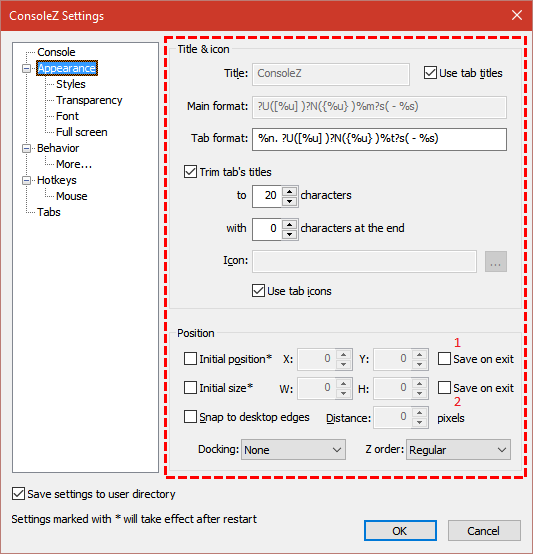 ConsoleZ Settings
Console
Appearance
Styles
Transparency
Font
Full screen
Behavior
More...
Hotkeys
Mouse
Tabs
Title & icon
Title: ConsoleZ Use tab titles
Main format: ?U([%u] )?N({%u} )%m?s( - %s)
Tab format: %n. ?U([%u] )?N({%u} )%t?s( - %s)
Trim tab's titles
to 20 characters
with 0 characters at the end
Icon: ...
Use tab icons
Position
1
Initial position* X: 0 Y: 0 Save on exit
Initial size* W: 0 H: 0 Save on exit
2
Snap to desktop edges Distance: 0 pixels
Docking: None Z order: Regular
Save settings to user directory
Settings marked with * will take effect after restart
OK Cancel